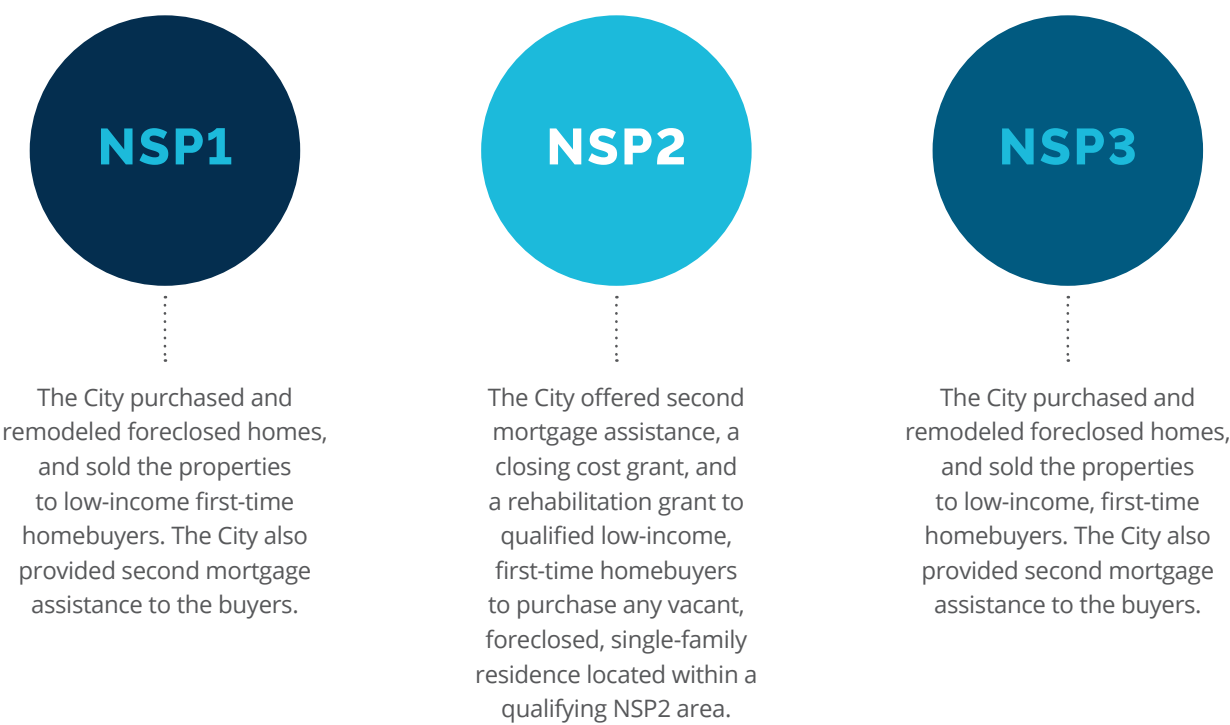 NSP1
The City purchased and
remodeled foreclosed homes,
and sold the properties
to low-income first-time
homebuyers. The City also
provided second mortgage
assistance to the buyers.
NSP2
The City offered second
mortgage assistance, a
closing cost grant, and
a rehabilitation grant to
qualified low-income,
first-time homebuyers
to purchase any vacant,
foreclosed, single-family
residence located within a
qualifying NSP2 area.
NSP3
The City purchased and
remodeled foreclosed homes,
and sold the properties
to low-income, first-time
homebuyers. The City also
provided second mortgage
assistance to the buyers.